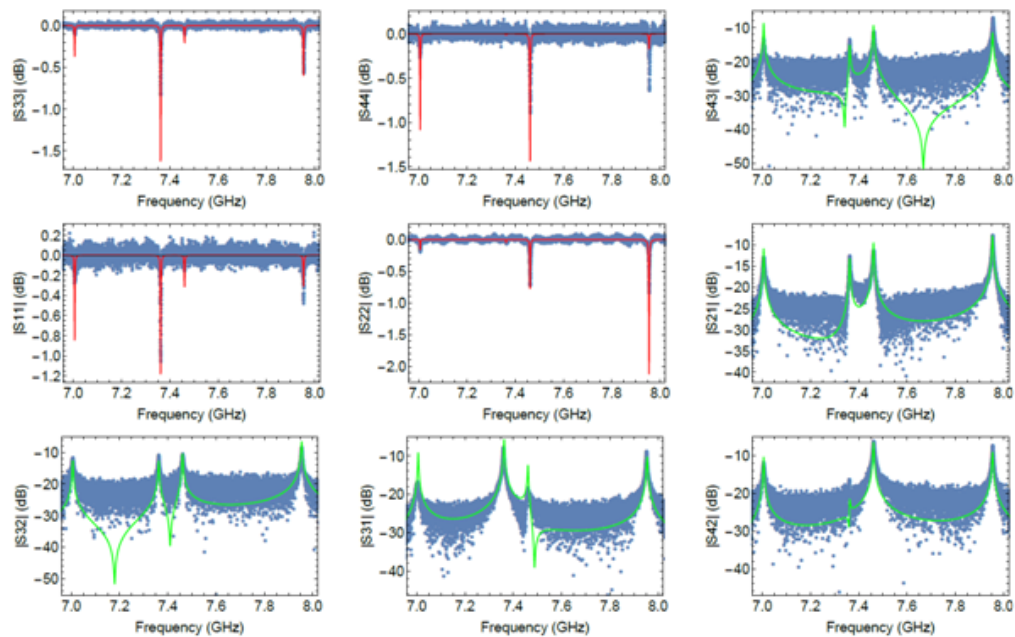 |S33| (dB)
0.0
−0.5
−1.0
−1.5
7.0 7.2 7.4 7.6 7.8 8.0
Frequency (GHz)
|S44| (dB)
0.0
−0.5
−1.0
−1.5
7.0 7.2 7.4 7.6 7.8 8.0
Frequency (GHz)
|S43| (dB)
−10
−20
−30
−40
−50
7.0 7.2 7.4 7.6 7.8 8.0
Frequency (GHz)
|S11| (dB)
0.2
0.0
−0.2
−0.4
−0.6
−0.8
−1.0
−1.2
7.0 7.2 7.4 7.6 7.8 8.0
Frequency (GHz)
|S22| (dB)
0.0
−0.5
−1.0
−1.5
−2.0
7.0 7.2 7.4 7.6 7.8 8.0
Frequency (GHz)
|S21| (dB)
−10
−15
−20
−25
−30
−35
−40
7.0 7.2 7.4 7.6 7.8 8.0
Frequency (GHz)
|S32| (dB)
−10
−20
−30
−40
−50
7.0 7.2 7.4 7.6 7.8 8.0
Frequency (GHz)
|S31| (dB)
−10
−20
−30
−40
7.0 7.2 7.4 7.6 7.8 8.0
Frequency (GHz)
|S42| (dB)
−10
−20
−30
−40
7.0 7.2 7.4 7.6 7.8 8.0
Frequency (GHz)